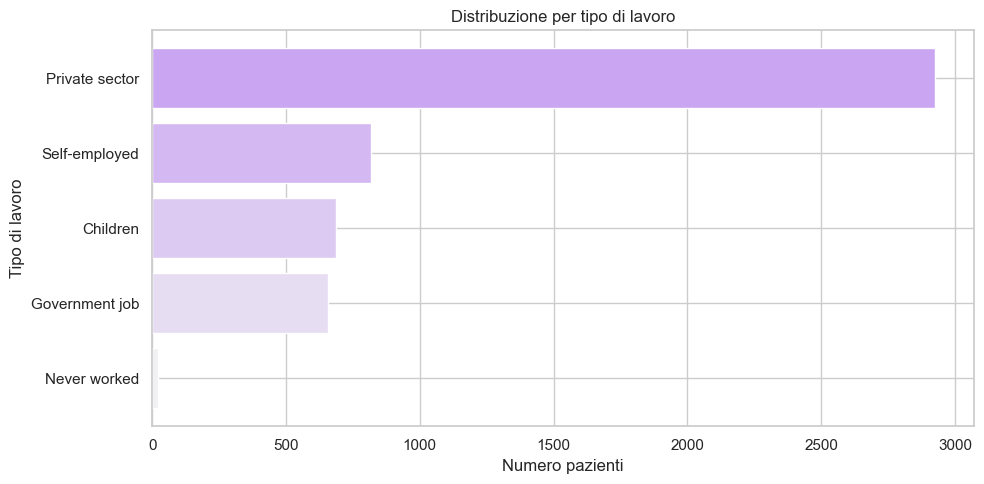 Distribuzione per tipo di lavoro
Tipo di lavoro
Private sector
Self-employed
Children
Government job
Never worked
0 500 1000 1500 2000 2500 3000
Numero pazienti